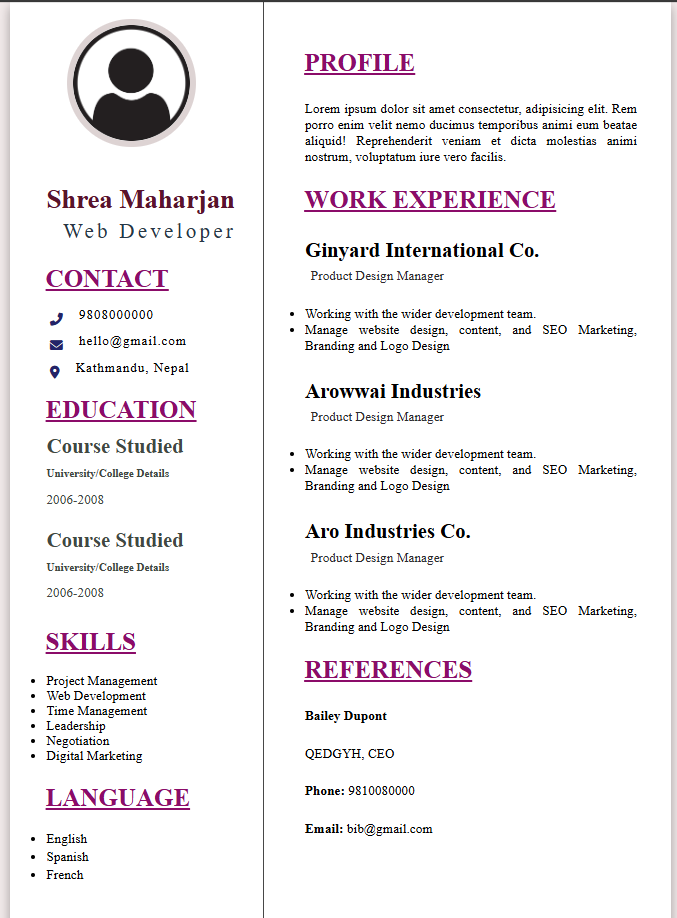 Shrea Maharjan
Web Developer
CONTACT
9808000000
hello@gmail.com
Kathmandu, Nepal
EDUCATION
Course Studied
University/College Details
2006-2008
Course Studied
University/College Details
2006-2008
SKILLS
Project Management
Web Development
Time Management
Leadership
Negotiation
Digital Marketing
LANGUAGE
English
Spanish
French
PROFILE
Lorem ipsum dolor sit amet consectetur, adipisicing elit. Rem
porro enim velit nemo ducimus temporibus animi eum beatae
aliquid! Reprehenderit veniam et dicta molestias animi
nostrum, voluptatum iure vero facilis.
WORK EXPERIENCE
Ginyard International Co.
Product Design Manager
Working with the wider development team.
Manage website design, content, and SEO Marketing,
Branding and Logo Design
Arowwai Industries
Product Design Manager
Working with the wider development team.
Manage website design, content, and SEO Marketing,
Branding and Logo Design
Aro Industries Co.
Product Design Manager
Working with the wider development team.
Manage website design, content, and SEO Marketing,
Branding and Logo Design
REFERENCES
Bailey Dupont
QEDGYH, CEO
Phone: 9810080000
Email: bib@gmail.com